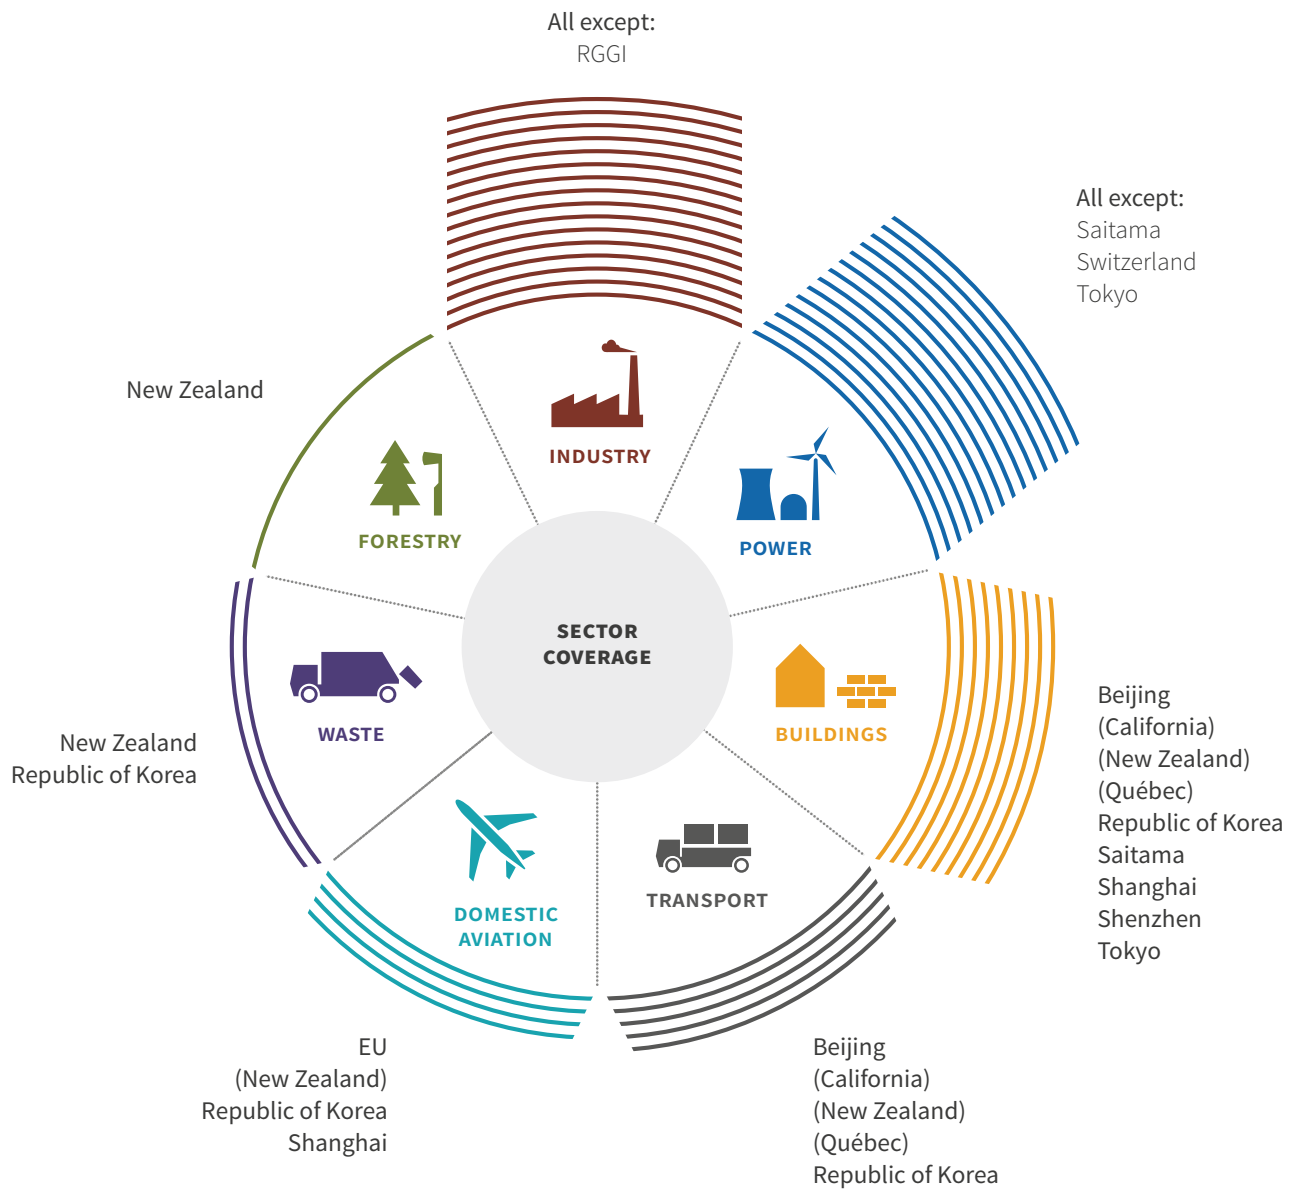 All except:
RGGI
All except:
Saitama
Switzerland
Tokyo
New Zealand
INDUSTRY
FORESTRY
POWER
SECTOR
COVERAGE
WASTE
BUILDINGS
New Zealand
Republic of Korea
Beijing
(California)
(New Zealand)
(Québec)
Republic of Korea
Saitama
Shanghai
Shenzhen
Tokyo
DOMESTIC
AVIATION
TRANSPORT
EU
(New Zealand)
Republic of Korea
Shanghai
Beijing
(California)
(New Zealand)
(Québec)
Republic of Korea